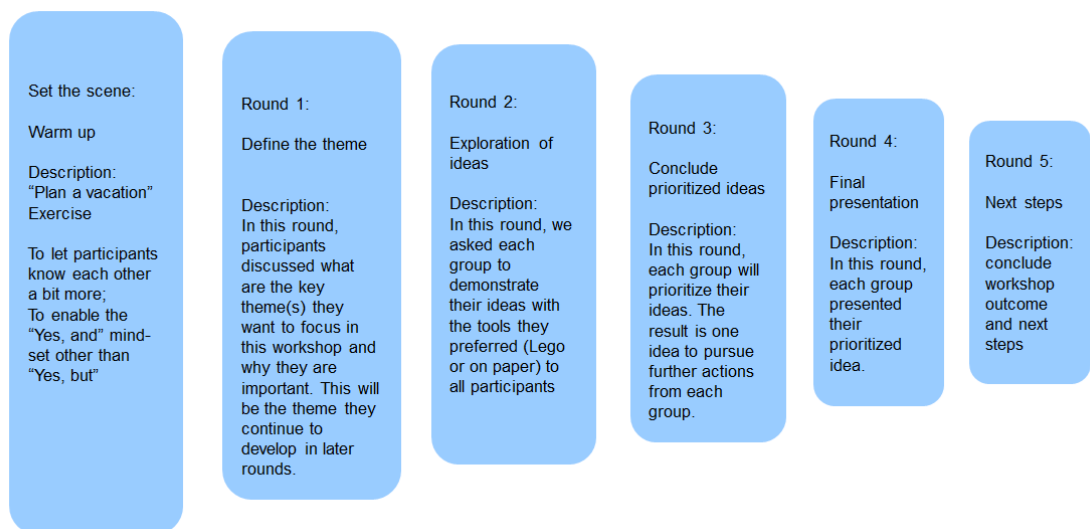 Set the scene:
Warm up
Description:
“Plan a vacation”
Exercise
To let participants
know each other
a bit more;
To enable the
“Yes, and” mind-
set other than
“Yes, but”
Round 1:
Define the theme
Description:
In this round,
participants
discussed what
are the key
theme(s) they
want to focus in
this workshop and
why they are
important. This will
be the theme they
continue to
develop in later
rounds.
Round 2:
Exploration of
ideas
Description:
In this round, we
asked each
group to
demonstrate
their ideas with
the tools they
preferred (Lego
or on paper) to
all participants
Round 3:
Conclude
prioritized ideas
Description:
In this round,
each group will
prioritize their
ideas. The
result is one
idea to pursue
further actions
from each
group.
Round 4:
Final
presentation
Description:
In this round,
each group
presented
their
prioritized
idea.
Round 5:
Next steps
Description:
conclude
workshop
outcome
and next
steps